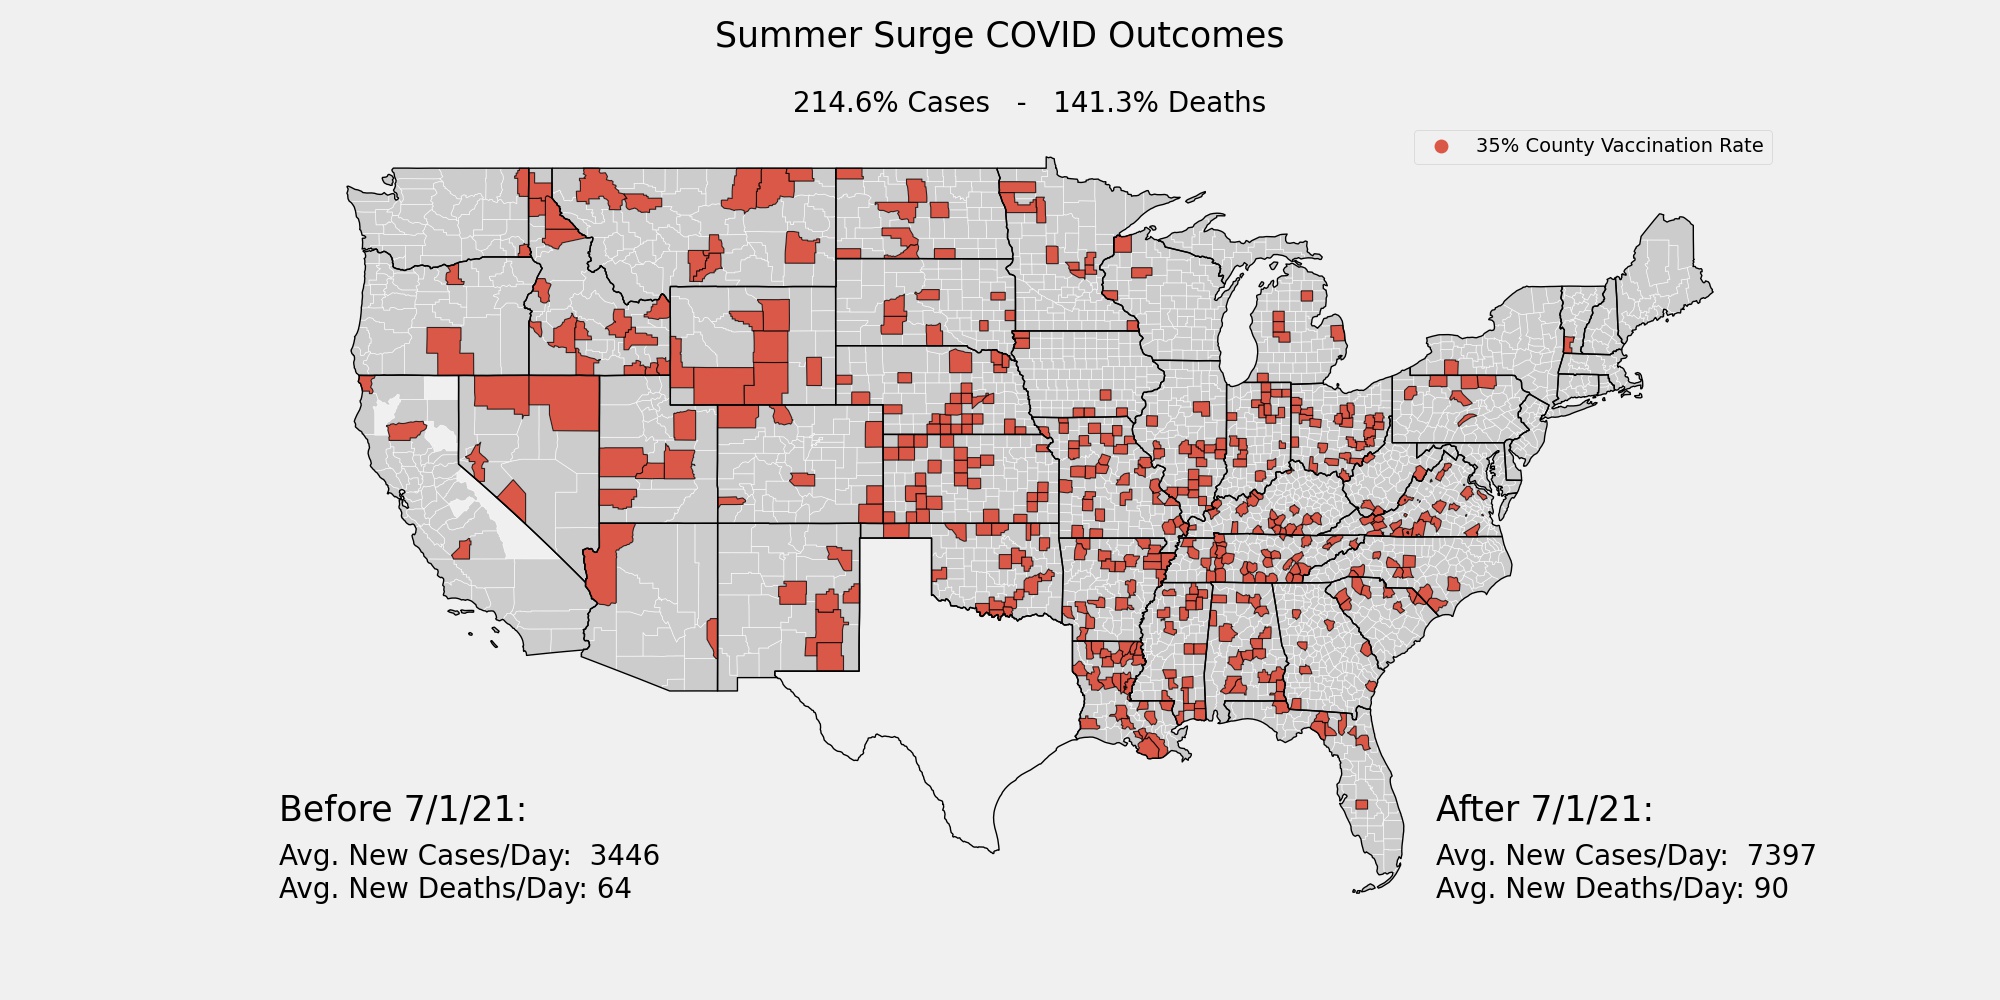 Summer Surge COVID Outcomes
214.6% Cases - 141.3% Deaths
35% County Vaccination Rate
Before 7/1/21:
Avg. New Cases/Day: 3446
Avg. New Deaths/Day: 64
After 7/1/21:
Avg. New Cases/Day: 7397
Avg. New Deaths/Day: 90